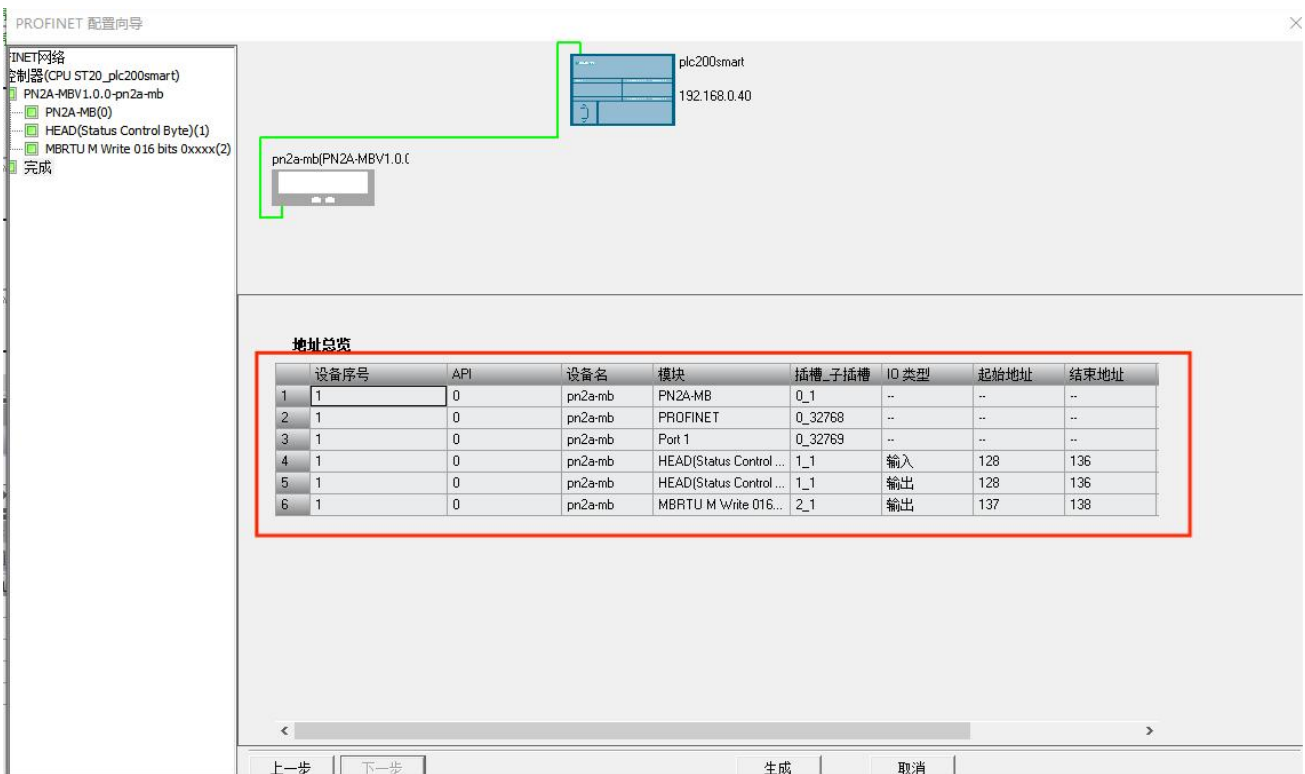 PROFINET 配置向导
INET网络
控制器(CPU ST20_plc200smart)
PN2A-MBV1.0.0-pn2a-mb
PN2A-MB(0)
HEAD(Status Control Byte)(1)
MBRTU M Write 016 bits 0xxxx(2)
完成
plc200smart
192.168.0.40
pn2a-mb(PN2A-MBV1.0.(
地址总览
设备序号 API 设备名 模块 插槽_子插槽 IO 类型 起始地址 结束地址
1 1 0 pn2a-mb PN2A-MB 0_1 -- -- --
2 1 0 pn2a-mb PROFINET 0_32768 -- -- --
3 1 0 pn2a-mb Port 1 0_32769 -- -- --
4 1 0 pn2a-mb HEAD(Status Control ... 1_1 输入 128 136
5 1 0 pn2a-mb HEAD(Status Control ... 1_1 输出 128 136
6 1 0 pn2a-mb MBRTU M Write 016... 2_1 输出 137 138
上一步 下一步 生成 取消